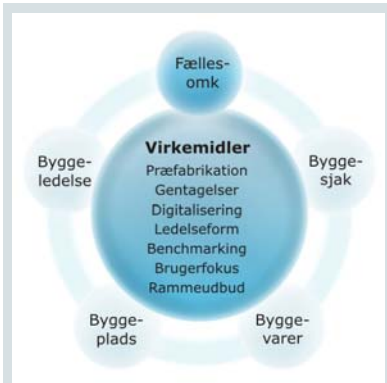 Fælles-
omk
Bygge-
ledelse
Virkemidler
Præfabrikation
Gentagelser
Digitalisering
Ledelseform
Benchmarking
Brugerfokus
Rammeudbud
Bygge-
sjak
Bygge-
plads
Bygge-
varer